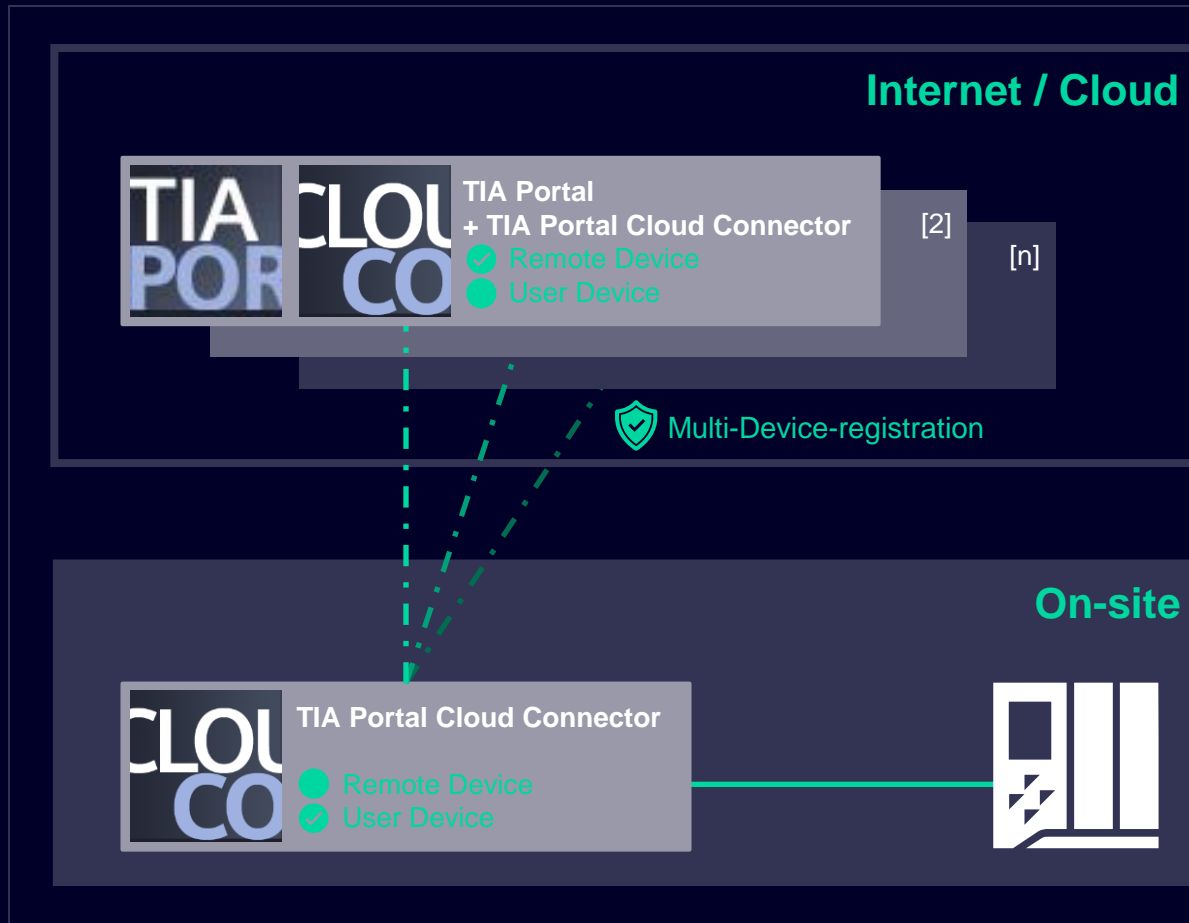 Internet / Cloud
TIA
POR
CLOU
CO
TIA Portal
+ TIA Portal Cloud Connector
Remote Device
User Device
[2]
[n]
Multi-Device-registration
On-site
CLOU
CO
TIA Portal Cloud Connector
Remote Device
User Device